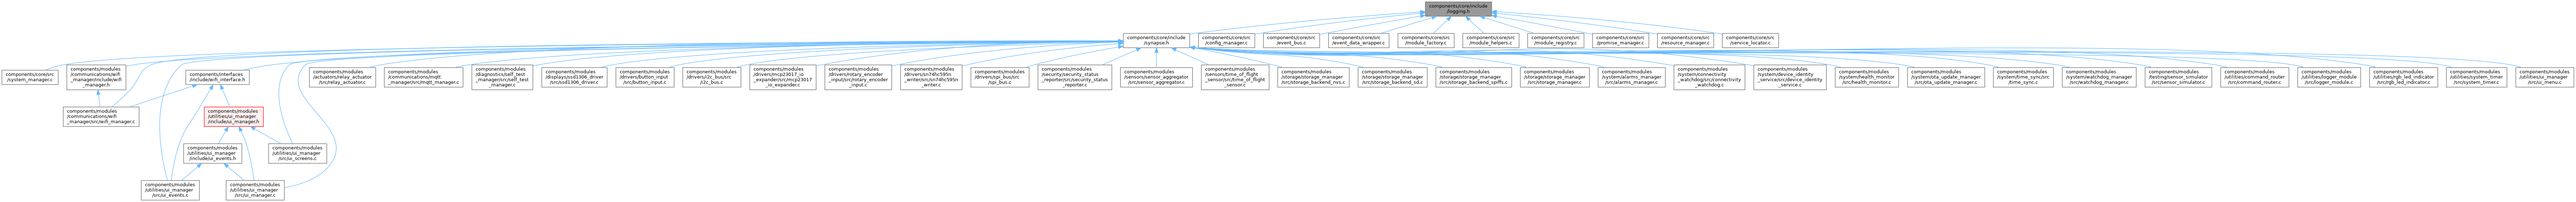 components/core/include
/logging.h
components/core/include
/synapse.h
components/core/src
/config_manager.c
components/core/src
/event_bus.c
components/core/src
/event_data_wrapper.c
components/core/src
/module_factory.c
components/core/src
/module_helpers.c
components/core/src
/module_registry.c
components/core/src
/promise_manager.c
components/core/src
/resource_manager.c
components/core/src
/service_locator.c
components/core/src
/system_manager.c
components/modules
/communications/wifi
_manager/include/wifi
_manager.h
components/interfaces
/include/wifi_interface.h
components/modules
/actuators/relay_actuator
/src/relay_actuator.c
components/modules
/communications/mqtt
_manager/src/mqtt_manager.c
components/modules
/diagnostics/self_test
_manager/src/self_test
_manager.c
components/modules
/displays/ssd1306_driver
/src/ssd1306_driver.c
components/modules
/drivers/button_input
/src/button_input.c
components/modules
/drivers/i2c_bus/src
/i2c_bus.c
components/modules
/drivers/mcp23017_io
_expander/src/mcp23017
_io_expander.c
components/modules
/drivers/rotary_encoder
_input/src/rotary_encoder
_input.c
components/modules
/drivers/sn74hc595n
_writer/src/sn74hc595n
_writer.c
components/modules
/drivers/spi_bus/src
/spi_bus.c
components/modules
/security/security_status
_reporter/src/security_status
_reporter.c
components/modules
/sensors/sensor_aggregator
/src/sensor_aggregator.c
components/modules
/sensors/time_of_flight
_sensor/src/time_of_flight
_sensor.c
components/modules
/storage/storage_manager
/src/storage_backend_nvs.c
components/modules
/storage/storage_manager
/src/storage_backend_sd.c
components/modules
/storage/storage_manager
/src/storage_backend_spiffs.c
components/modules
/storage/storage_manager
/src/storage_manager.c
components/modules
/system/alarms_manager
/src/alarms_manager.c
components/modules
/system/connectivity
_watchdog/src/connectivity
_watchdog.c
components/modules
/system/device_identity
_service/src/device_identity
_service.c
components/modules
/system/health_monitor
/src/health_monitor.c
components/modules
/system/ota_update_manager
/src/ota_update_manager.c
components/modules
/system/time_sync/src
/time_sync.c
components/modules
/system/watchdog_manager
/src/watchdog_manager.c
components/modules
/testing/sensor_simulator
/src/sensor_simulator.c
components/modules
/utilities/command_router
/src/command_router.c
components/modules
/utilities/logger_module
/src/logger_module.c
components/modules
/utilities/rgb_led_indicator
/src/rgb_led_indicator.c
components/modules
/utilities/system_timer
/src/system_timer.c
components/modules
/utilities/ui_manager
/src/ui_menu.c
components/modules
/communications/wifi
_manager/src/wifi_manager.c
components/modules
/utilities/ui_manager
/include/ui_manager.h
components/modules
/utilities/ui_manager
/include/ui_events.h
components/modules
/utilities/ui_manager
/src/ui_screens.c
components/modules
/utilities/ui_manager
/src/ui_events.c
components/modules
/utilities/ui_manager
/src/ui_manager.c